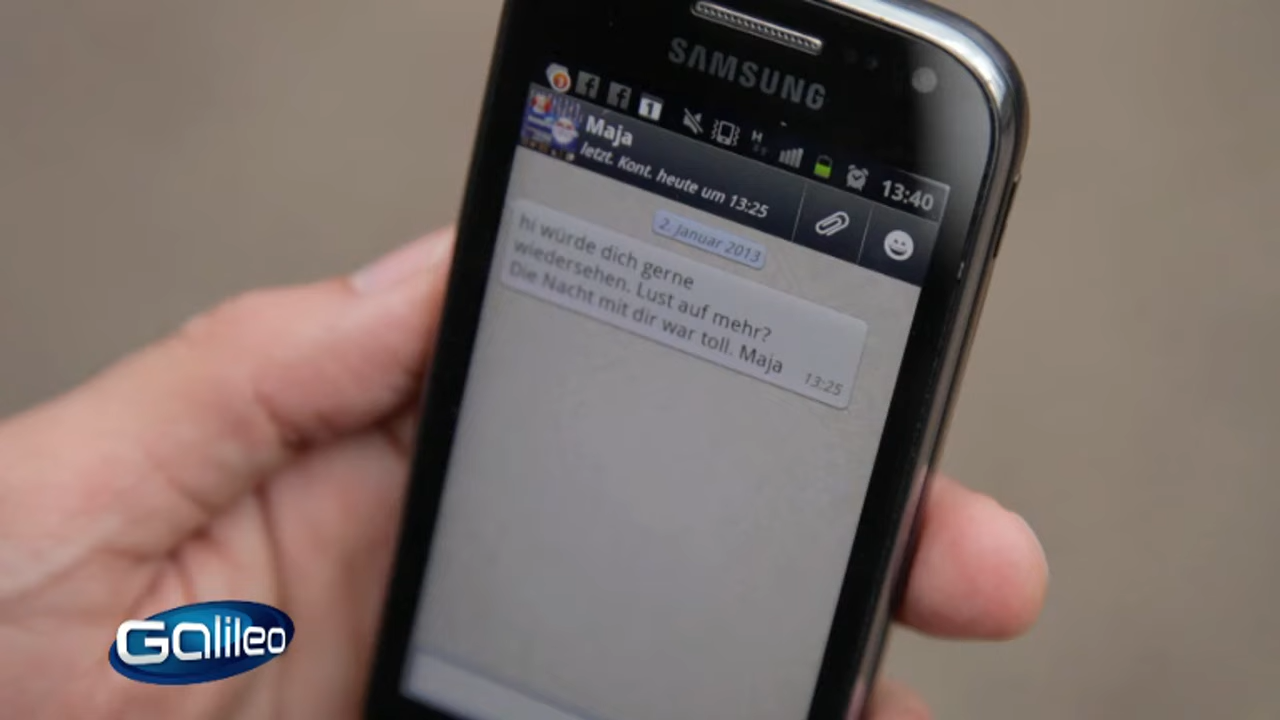 SAMSUNG
1
H
13:40
Maja
letzt. Kont. heute um 13:25
2. Januar 2013
hi würde dich gerne
wiedersehen. Lust auf mehr?
Die Nacht mit dir war toll. Maja
13:25
Galileo